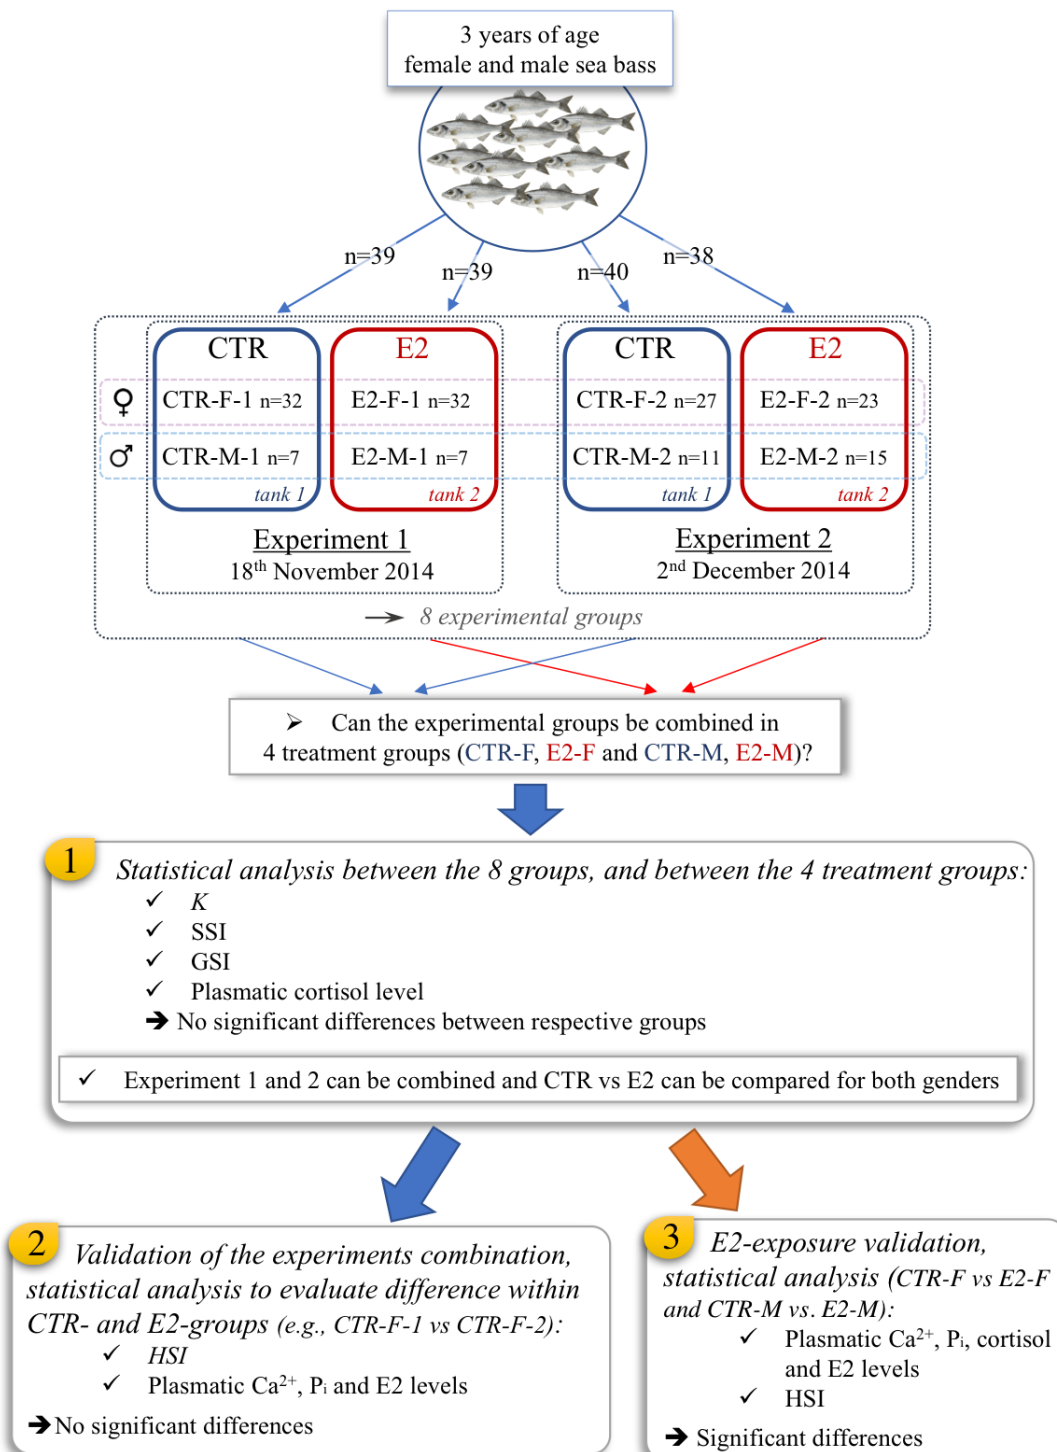 3 years of age
female and male sea bass
n=39
n=39
n=40
n=38
CTR
E2
CTR
E2
♀
CTR-F-1 n=32
E2-F-1 n=32
CTR-F-2 n=27
E2-F-2 n=23
♂
CTR-M-1 n=7
E2-M-1 n=7
CTR-M-2 n=11
E2-M-2 n=15
tank 1
tank 2
tank 1
tank 2
Experiment 1
18th November 2014
Experiment 2
2nd December 2014
→ 8 experimental groups
➢ Can the experimental groups be combined in
4 treatment groups (CTR-F, E2-F and CTR-M, E2-M)?
1
Statistical analysis between the 8 groups, and between the 4 treatment groups:
✓ K
✓ SSI
✓ GSI
✓ Plasmatic cortisol level
➔ No significant differences between respective groups
✓ Experiment 1 and 2 can be combined and CTR vs E2 can be compared for both genders
2
Validation of the experiments combination,
statistical analysis to evaluate difference within
CTR- and E2-groups (e.g., CTR-F-1 vs CTR-F-2):
✓ HSI
✓ Plasmatic Ca²⁺, Pᵢ and E2 levels
➔ No significant differences
3
E2-exposure validation,
statistical analysis (CTR-F vs E2-F
and CTR-M vs. E2-M):
✓ Plasmatic Ca²⁺, Pᵢ, cortisol
and E2 levels
✓ HSI
➔ Significant differences